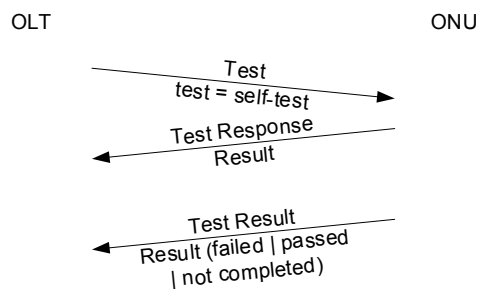 OLT
ONU
Test
test = self-test
Test Response
Result
Test Result
Result (failed | passed
| not completed)